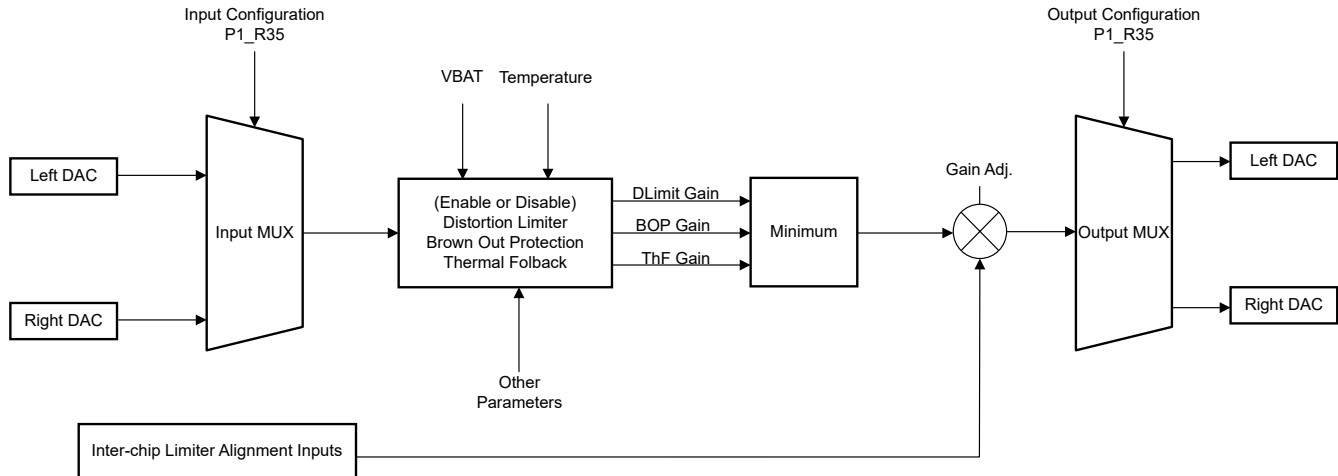 Input Configuration
P1_R35
Output Configuration
P1_R35
VBAT
Temperature
Left DAC
Right DAC
Input MUX
(Enable or Disable)
Distortion Limiter
Brown Out Protection
Thermal Folback
DLimit Gain
BOP Gain
ThF Gain
Minimum
Gain Adj.
Output MUX
Left DAC
Right DAC
Other
Parameters
Inter-chip Limiter Alignment Inputs